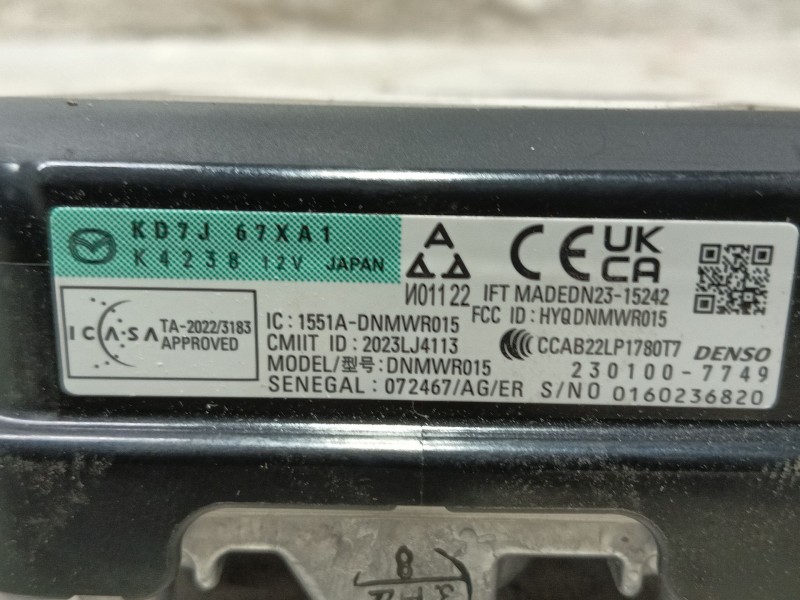 KD7J 67XA1
K4238 12V JAPAN
ICASA
TA-2022/3183
APPROVED
И01122
CE
UK
CA
IFT MADEDN23-15242
IC: 1551A-DNMWR015
FCC ID: HYQDNMWR015
CMIIT ID: 2023LJ4113
CCAB22LP1780T7
MODEL/型号: DNMWR015
DENSO
230100-7749
SENEGAL: 072467/AG/ER
S/NO 0160236820
8